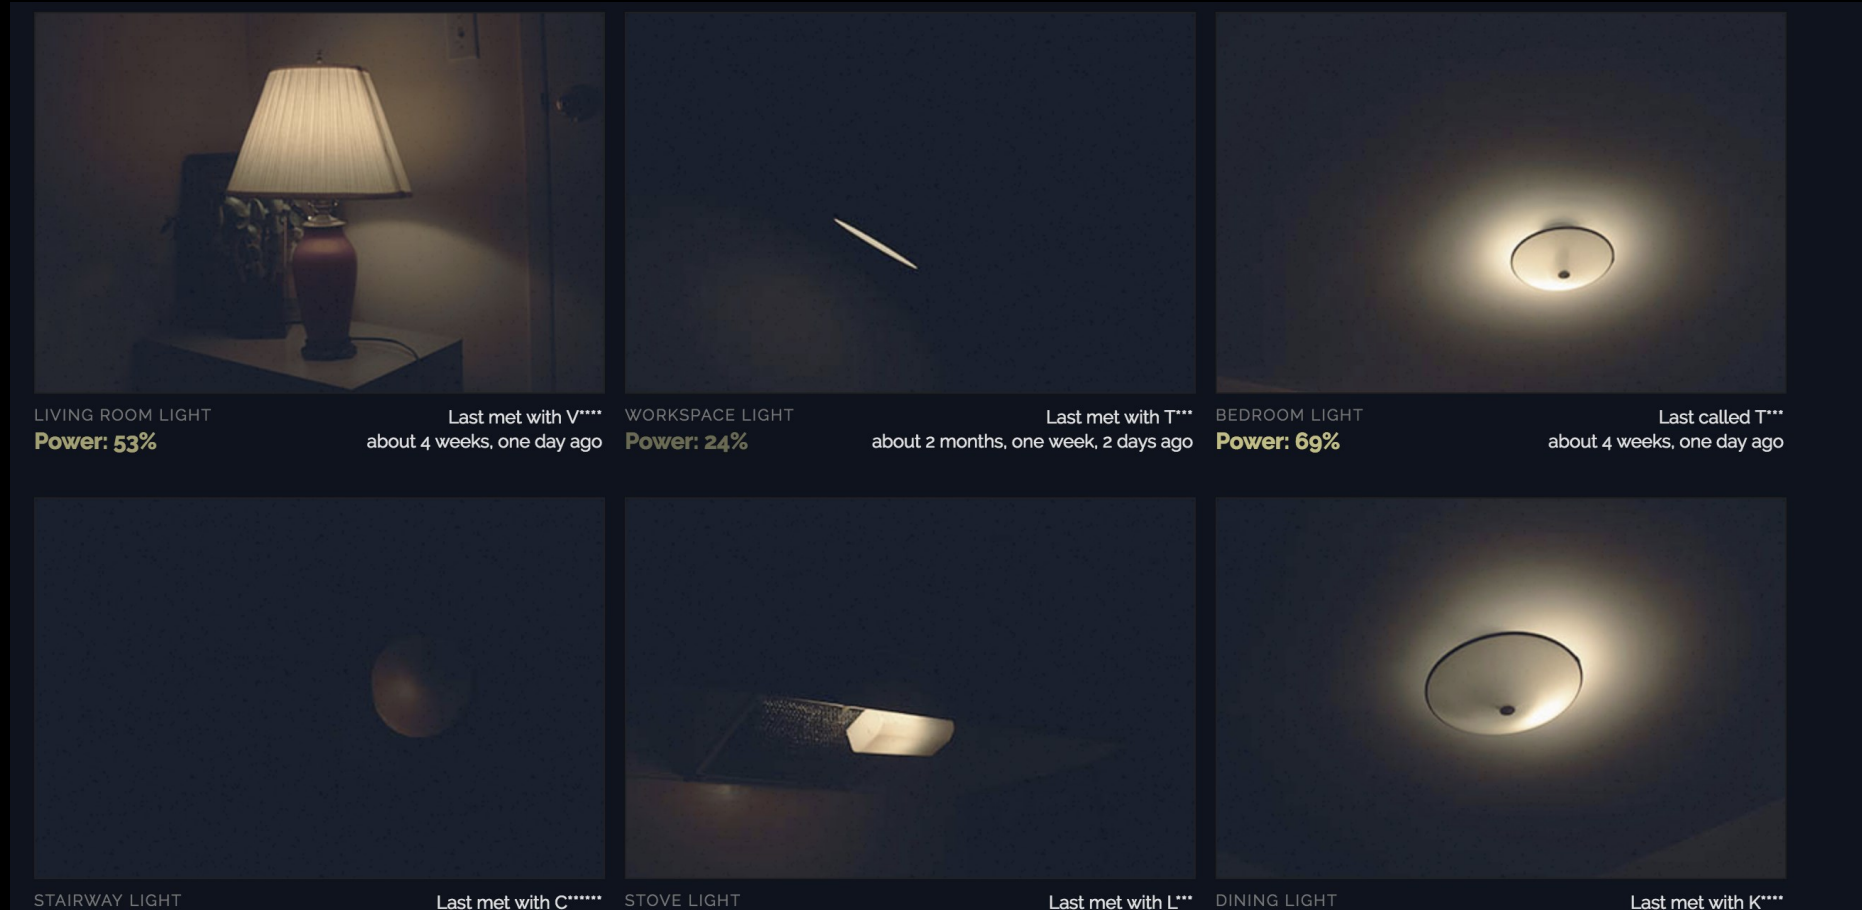 LIVING ROOM LIGHT
Power: 53%
Last met with V****
about 4 weeks, one day ago
WORKSPACE LIGHT
Power: 24%
Last met with T***
about 2 months, one week, 2 days ago
BEDROOM LIGHT
Power: 69%
Last called T***
about 4 weeks, one day ago
STAIRWAY LIGHT
Last met with C******
STOVE LIGHT
Last met with L***
DINING LIGHT
Last met with K****